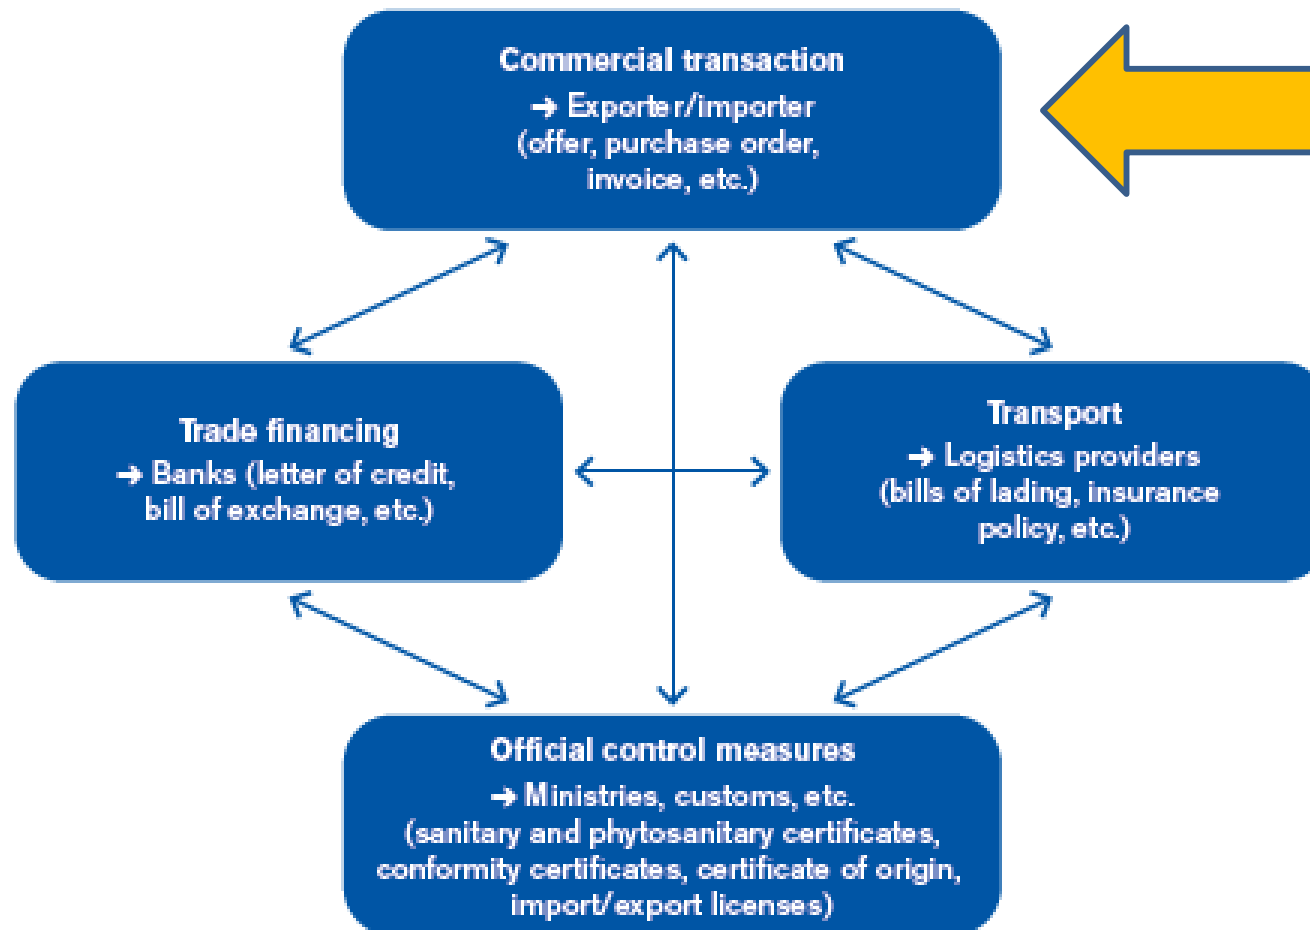 Commercial transaction
➔ Exporter/importer
(offer, purchase order,
invoice, etc.)
Trade financing
➔ Banks (letter of credit,
bill of exchange, etc.)
Transport
➔ Logistics providers
(bills of lading, insurance
policy, etc.)
Official control measures
➔ Ministries, customs, etc.
(sanitary and phytosanitary certificates,
conformity certificates, certificate of origin,
import/export licenses)